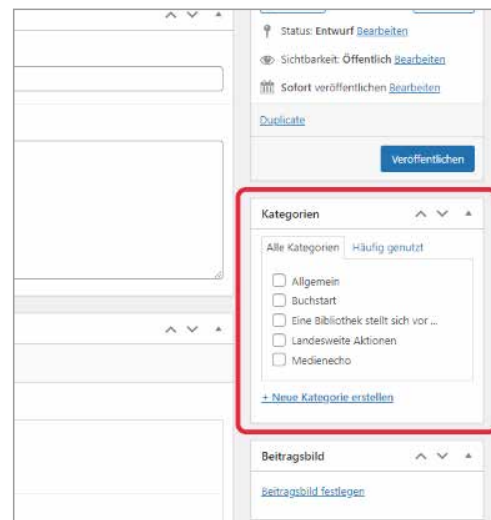 Status: Entwurf Bearbeiten
Sichtbarkeit: Öffentlich Bearbeiten
Sofort veröffentlichen Bearbeiten
Duplicate
Veröffentlichen
Kategorien
Alle Kategorien Häufig genutzt
Allgemein
Buchstart
Eine Bibliothek stellt sich vor ...
Landesweite Aktionen
Medienecho
+ Neue Kategorie erstellen
Beitragsbild
Beitragsbild festlegen